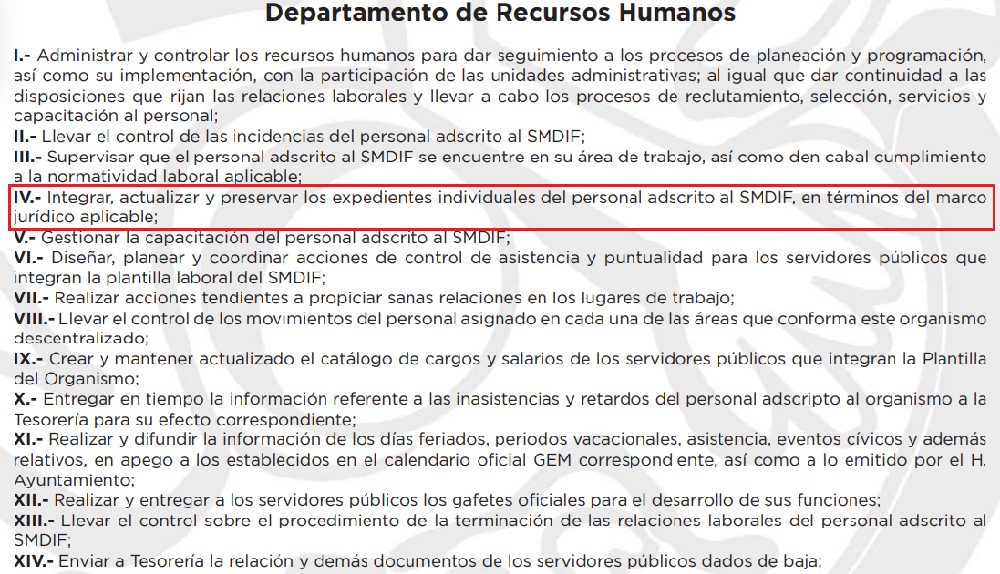 Departamento de Recursos Humanos
I.- Administrar y controlar los recursos humanos para dar seguimiento a los procesos de planeación y programación,
así como su implementación, con la participación de las unidades administrativas; al igual que dar continuidad a las
disposiciones que rijan las relaciones laborales y llevar a cabo los procesos de reclutamiento, selección, servicios y
capacitación al personal;
II.- Llevar el control de las incidencias del personal adscrito al SMDIF;
III.- Supervisar que el personal adscrito al SMDIF se encuentre en su área de trabajo, así como den cabal cumplimiento
a la normatividad laboral aplicable;
IV.- Integrar, actualizar y preservar los expedientes individuales del personal adscrito al SMDIF, en términos del marco
jurídico aplicable;
V.- Gestionar la capacitación del personal adscrito al SMDIF;
VI.- Diseñar, planear y coordinar acciones de control de asistencia y puntualidad para los servidores públicos que
integran la plantilla laboral del SMDIF;
VII.- Realizar acciones tendientes a propiciar sanas relaciones en los lugares de trabajo;
VIII.- Llevar el control de los movimientos del personal asignado en cada una de las áreas que conforma este organismo
descentralizado;
IX.- Crear y mantener actualizado el catálogo de cargos y salarios de los servidores públicos que integran la Plantilla
del Organismo;
X.- Entregar en tiempo la información referente a las inasistencias y retardos del personal adscripto al organismo a la
Tesorería para su efecto correspondiente;
XI.- Realizar y difundir la información de los días feriados, periodos vacacionales, asistencia, eventos cívicos y además
relativos, en apego a los establecidos en el calendario oficial GEM correspondiente, así como a lo emitido por el H.
Ayuntamiento;
XII.- Realizar y entregar a los servidores públicos los gafetes oficiales para el desarrollo de sus funciones;
XIII.- Llevar el control sobre el procedimiento de la terminación de las relaciones laborales del personal adscrito al
SMDIF;
XIV.- Enviar a Tesorería la relación y demás documentos de los servidores públicos dados de baja;